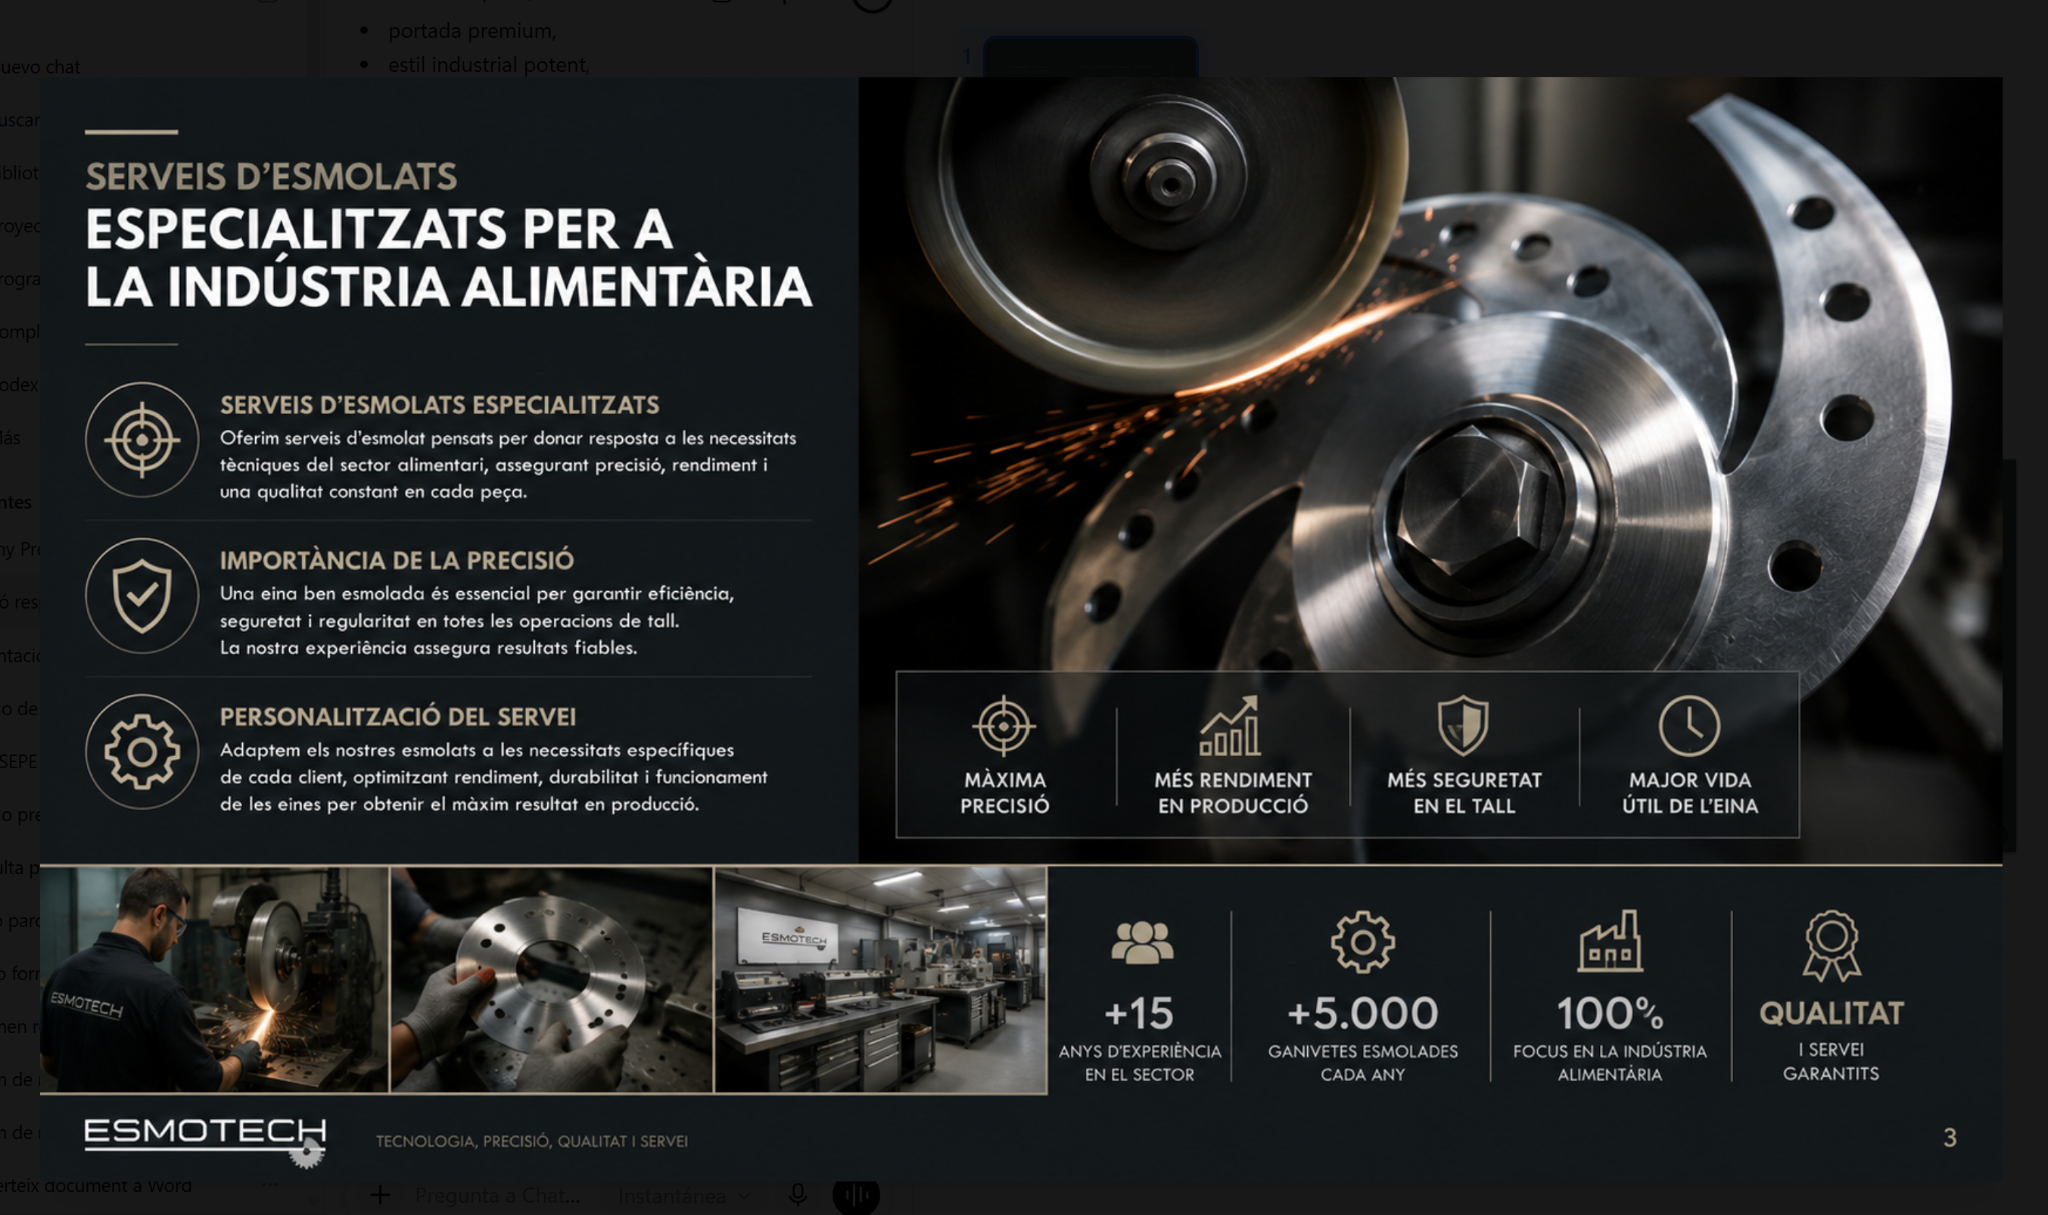 uevo chat
portada premium,
estil industrial potent,
1
SERVEIS D'ESMOLATS
ESPECIALITZATS PER A
LA INDÚSTRIA ALIMENTÀRIA
SERVEIS D'ESMOLATS ESPECIALITZATS
Oferim serveis d'esmolat pensats per donar resposta a les necessitats
tècniques del sector alimentari, assegurant precisió, rendiment i
una qualitat constant en cada peça.
IMPORTÀNCIA DE LA PRECISIÓ
Una eina ben esmolada és essencial per garantir eficiència,
seguretat i regularitat en totes les operacions de tall.
La nostra experiència assegura resultats fiables.
PERSONALITZACIÓ DEL SERVEI
Adaptem els nostres esmolats a les necessitats específiques
de cada client, optimitzant rendiment, durabilitat i funcionament
de les eines per obtenir el màxim resultat en producció.
MÀXIMA
PRECISIÓ
MÉS RENDIMENT
EN PRODUCCIÓ
MÉS SEGURETAT
EN EL TALL
MAJOR VIDA
ÚTIL DE L'EINA
ESMOTECH
ESMOTECH
+15
ANYS D'EXPERIÈNCIA
EN EL SECTOR
+5.000
GANIVETES ESMOLADES
CADA ANY
100%
FOCUS EN LA INDÚSTRIA
ALIMENTÀRIA
QUALITAT
I SERVEI
GARANTITS
ESMOTECH
TECNOLOGIA, PRECISIÓ, QUALITAT I SERVEI
3
erteix document a Word
Pregunta a Chat...
Instantánea